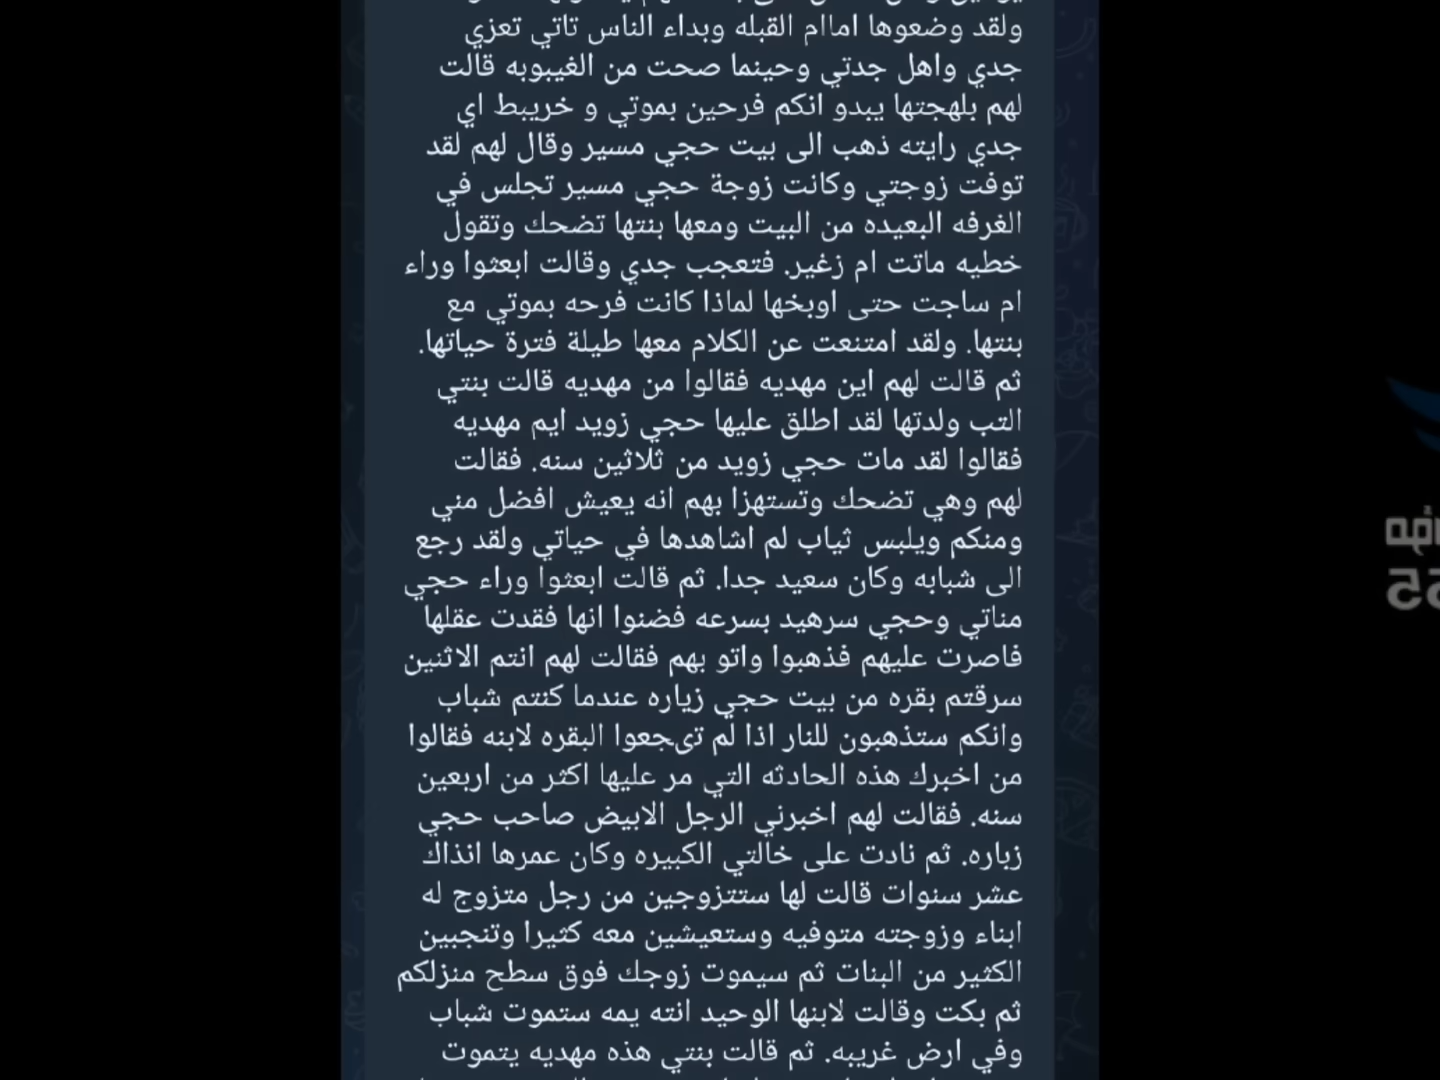 ولقد وضعوها امااام القبله وبداء الناس تاتي تعزي
جدي واهل جدتي وحينما صحت من الغيبوبه قالت
لهم بلهجتها يبدو انكم فرحين بموتي و خريبط اي
جدي رايته ذهب الى بيت حجي مسير وقال لهم لقد
توفت زوجتي وكانت زوجة حجي مسير تجلس في
الغرفه البعيده من البيت ومعها بنتها تضحك وتقول
خطيه ماتت ام زغير. فتعجب جدي وقالت ابعثوا وراء
ام ساجت حتى اوبخها لماذا كانت فرحه بموتي مع
بنتها. ولقد امتنعت عن الكلام معها طيلة فترة حياتها.
ثم قالت لهم اين مهديه فقالوا من مهديه قالت بنتي
التب ولدتها لقد اطلق عليها حجي زويد ايم مهديه
فقالوا لقد مات حجي زويد من ثلاثين سنه. فقالت
لهم وهي تضحك وتستهزا بهم انه يعيش افضل مني
ومنكم ويلبس ثياب لم اشاهدها في حياتي ولقد رجع
الى شبابه وكان سعيد جدا. ثم قالت ابعثوا وراء حجي
مناتي وحجي سرهيد بسرعه فضنوا انها فقدت عقلها
فاصرت عليهم فذهبوا واتو بهم فقالت لهم انتم الاثنين
سرقتم بقره من بيت حجي زياره عندما كنتم شباب
وانكم ستذهبون للنار اذا لم تىجعوا البقره لابنه فقالوا
من اخبرك هذه الحادثه التي مر عليها اكثر من اربعين
سنه. فقالت لهم اخبرني الرجل الابيض صاحب حجي
زباره. ثم نادت على خالتي الكبيره وكان عمرها انذاك
عشر سنوات قالت لها ستتزوجين من رجل متزوج له
ابناء وزوجته متوفيه وستعيشين معه كثيرا وتنجبين
الكثير من البنات ثم سيموت زوجك فوق سطح منزلكم
ثم بكت وقالت لابنها الوحيد انته يمه ستموت شباب
وفي ارض غريبه. ثم قالت بنتي هذه مهديه يتموت